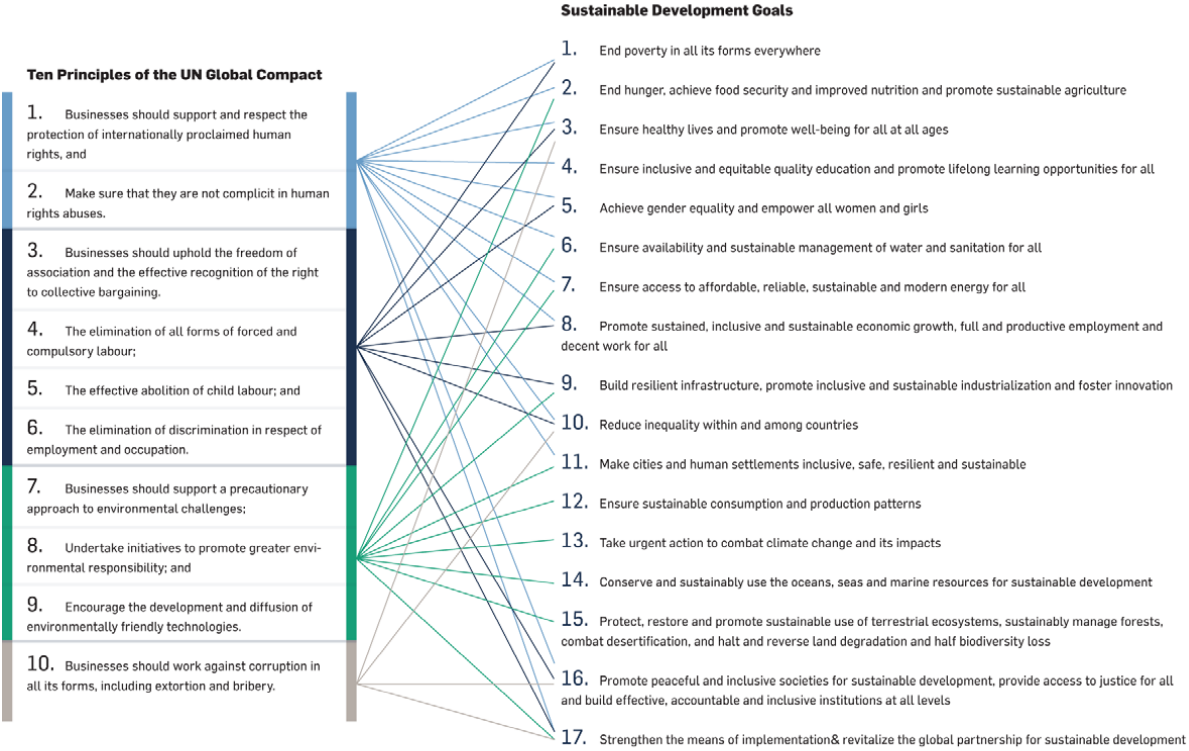 Sustainable Development Goals
Ten Principles of the UN Global Compact
1. Businesses should support and respect the
protection of internationally proclaimed human
rights, and
2. Make sure that they are not complicit in human
rights abuses.
3. Businesses should uphold the freedom of
association and the effective recognition of the right
to collective bargaining.
4. The elimination of all forms of forced and
compulsory labour;
5. The effective abolition of child labour; and
6. The elimination of discrimination in respect of
employment and occupation.
7. Businesses should support a precautionary
approach to environmental challenges;
8. Undertake initiatives to promote greater envi-
ronmental responsibility; and
9. Encourage the development and diffusion of
environmentally friendly technologies.
10. Businesses should work against corruption in
all its forms, including extortion and bribery.
1. End poverty in all its forms everywhere
2. End hunger, achieve food security and improved nutrition and promote sustainable agriculture
3. Ensure healthy lives and promote well-being for all at all ages
4. Ensure inclusive and equitable quality education and promote lifelong learning opportunities for all
5. Achieve gender equality and empower all women and girls
6. Ensure availability and sustainable management of water and sanitation for all
7. Ensure access to affordable, reliable, sustainable and modern energy for all
8. Promote sustained, inclusive and sustainable economic growth, full and productive employment and
decent work for all
9. Build resilient infrastructure, promote inclusive and sustainable industrialization and foster innovation
10. Reduce inequality within and among countries
11. Make cities and human settlements inclusive, safe, resilient and sustainable
12. Ensure sustainable consumption and production patterns
13. Take urgent action to combat climate change and its impacts
14. Conserve and sustainably use the oceans, seas and marine resources for sustainable development
15. Protect, restore and promote sustainable use of terrestrial ecosystems, sustainably manage forests,
combat desertification, and halt and reverse land degradation and half biodiversity loss
16. Promote peaceful and inclusive societies for sustainable development, provide access to justice for all
and build effective, accountable and inclusive institutions at all levels
17. Strengthen the means of implementation& revitalize the global partnership for sustainable development